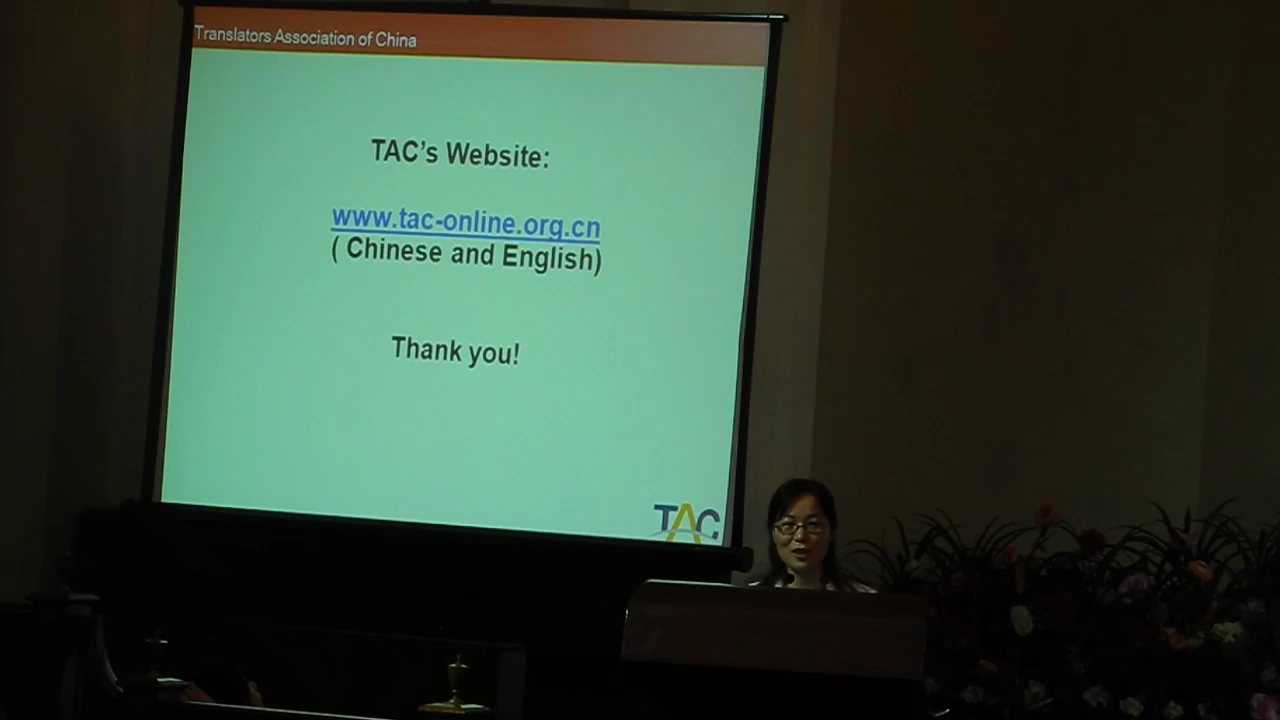 Translators Association of China
TAC's Website:
www.tac-online.org.cn
( Chinese and English)
Thank you!
TAC